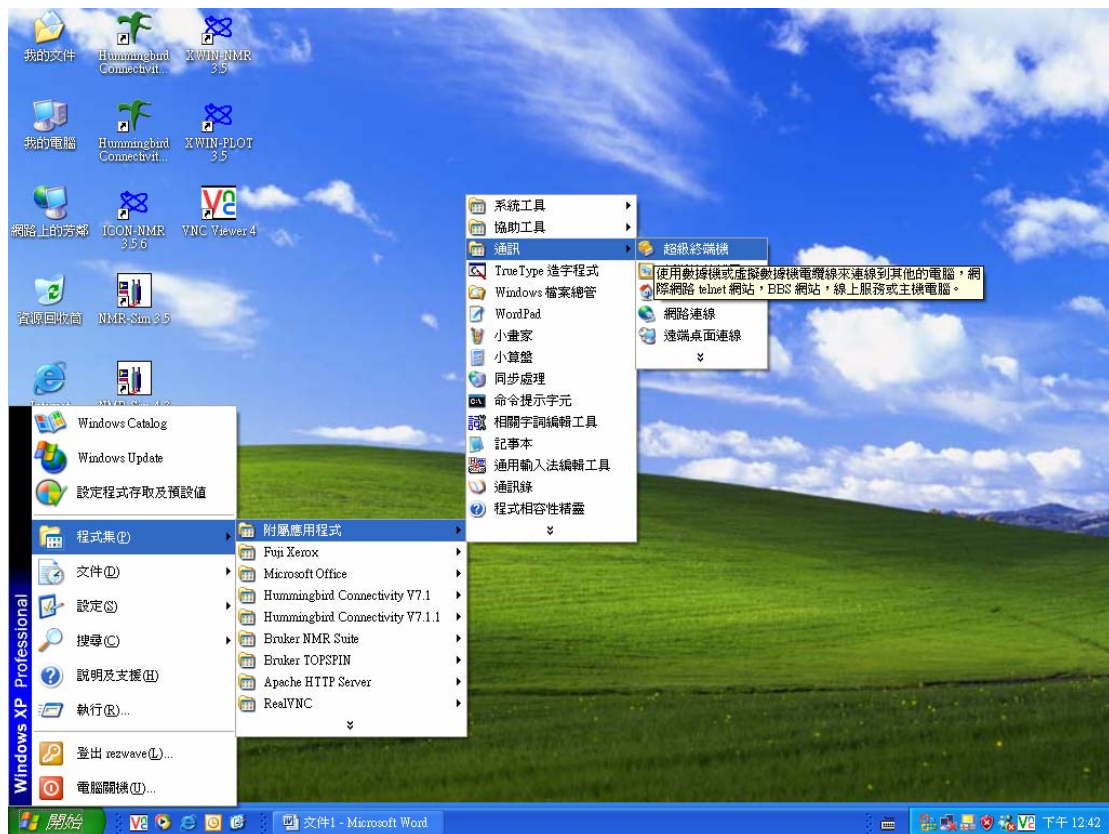 我的文件
Hummingbird
Connectivit...
XWIN-NMR
3.5
我的電腦
Hummingbird
Connectivit...
XWIN-PLOT
3.5
網路上的芳鄰
ICON-NMR
3.5.6
VNC Viewer 4
資源回收筒
NMR-Sim 3.5
Windows Catalog
Windows Update
設定程式存取及預設值
程式集(P)
文件(D)
設定(S)
搜尋(C)
說明及支援(H)
執行(R)...
登出 rezwave(L)...
電腦關機(U)...
Windows XP Professional
附屬應用程式
Fuji Xerox
Microsoft Office
Hummingbird Connectivity V7.1
Hummingbird Connectivity V7.1.1
Bruker NMR Suite
Bruker TOPSPIN
Apache HTTP Server
RealVNC
系統工具
協助工具
通訊
TrueType 造字程式
Windows 檔案總管
WordPad
小畫家
小算盤
同步處理
命令提示字元
相關字詞編輯工具
記事本
通用輸入法編輯工具
通訊錄
程式相容性精靈
超級終端機
使用數據機或虛擬數據機電纜線來連線到其他的電腦，網
際網路 telnet 網站，BBS 網站，線上服務或主機電腦。
網路連線
遠端桌面連線
開始
文件1 - Microsoft Word
下午 12:42